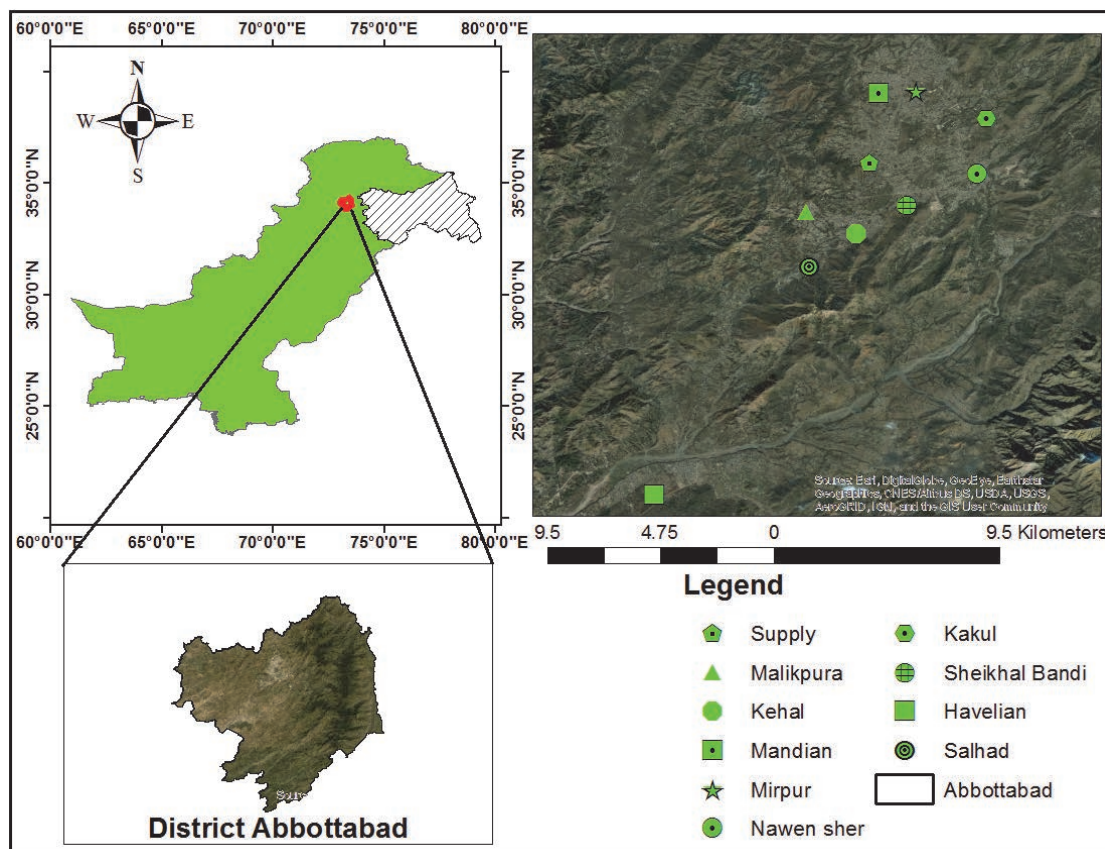 60°0'0"E 65°0'0"E 70°0'0"E 75°0'0"E 80°0'0"E
N
W E
S
35°0'0"N
30°0'0"N
25°0'0"N
35°0'0"N
30°0'0"N
25°0'0"N
60°0'0"E 65°0'0"E 70°0'0"E 75°0'0"E 80°0'0"E
Source: Esri, DigitalGlobe, GeoEye, Earthstar
Geographics, CNES/Airbus DS, USDA, USGS,
AeroGRID, IGN, and the GIS User Community
9.5 4.75 0 9.5 Kilometers
Sourc
District Abbottabad
Legend
Supply
Malikpura
Kehal
Mandian
Mirpur
Nawen sher
Kakul
Sheikhal Bandi
Havelian
Salhad
Abbottabad